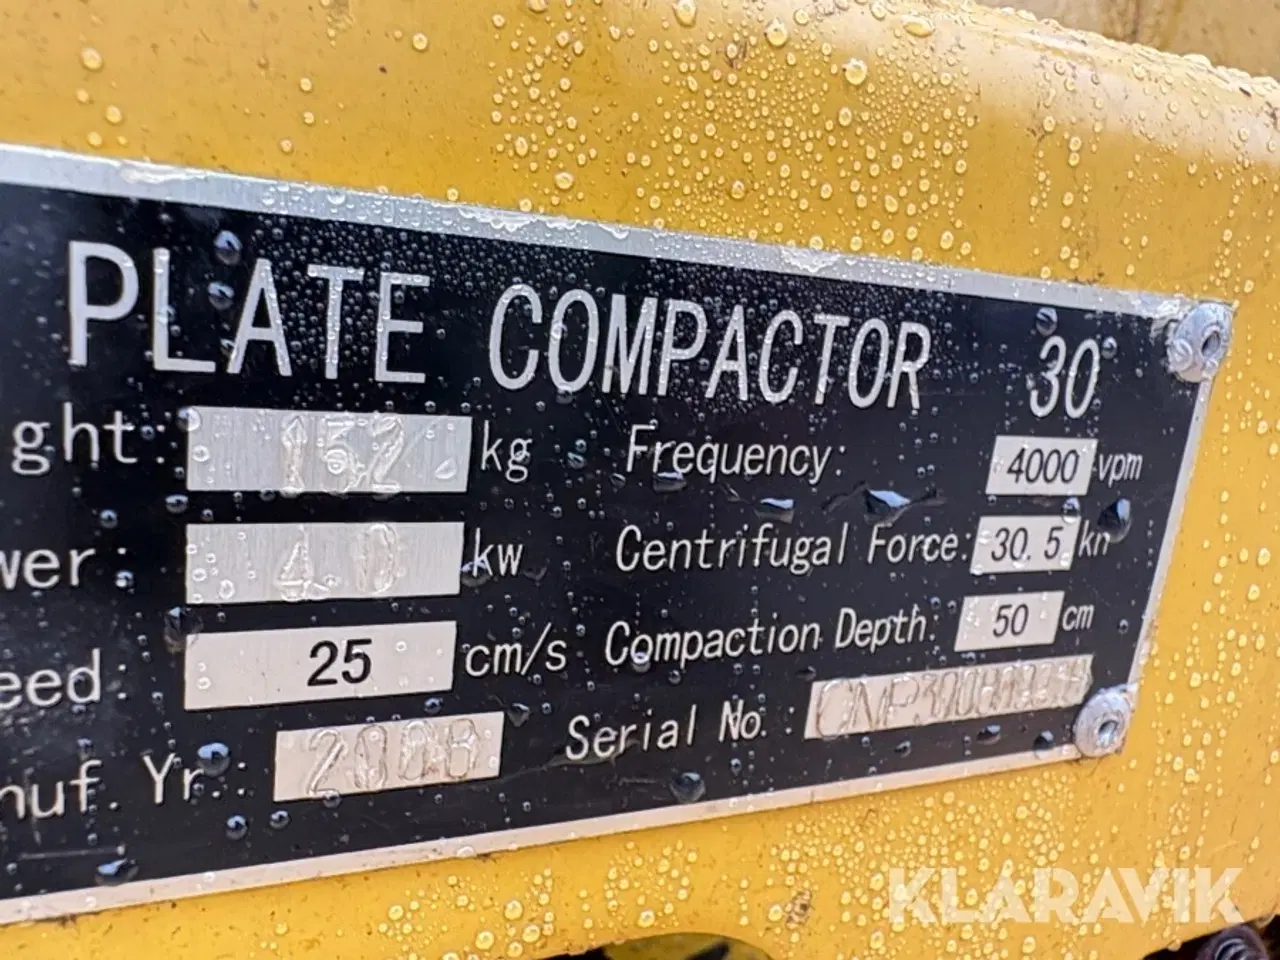 PLATE COMPACTOR 30
ght: 152 kg Frequency: 4000 vpm
wer: 4.0 kw Centrifugal Force: 30.5 kn
eed: 25 cm/s Compaction Depth: 50 cm
nuf. Yr.: 2008 Serial No.:
KLARAVIK